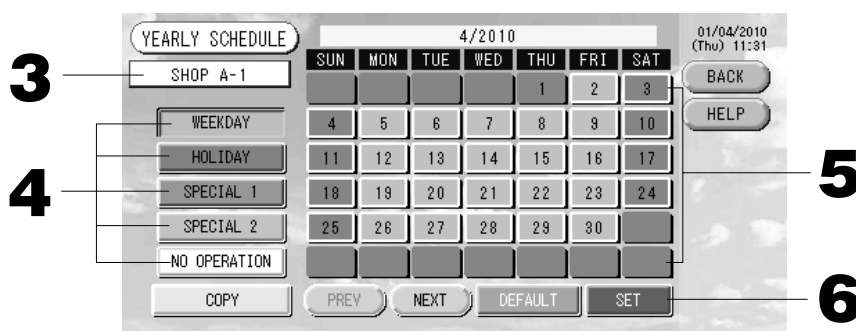 YEARLY SCHEDULE
4/2010
01/04/2010
(Thu) 11:31
3
SHOP A-1
SUN MON TUE WED THU FRI SAT
BACK
1 2 3
HELP
WEEKDAY
4 5 6 7 8 9 10
HOLIDAY
11 12 13 14 15 16 17
5
4
SPECIAL 1
18 19 20 21 22 23 24
SPECIAL 2
25 26 27 28 29 30
NO OPERATION
COPY
PREV NEXT DEFAULT SET
6